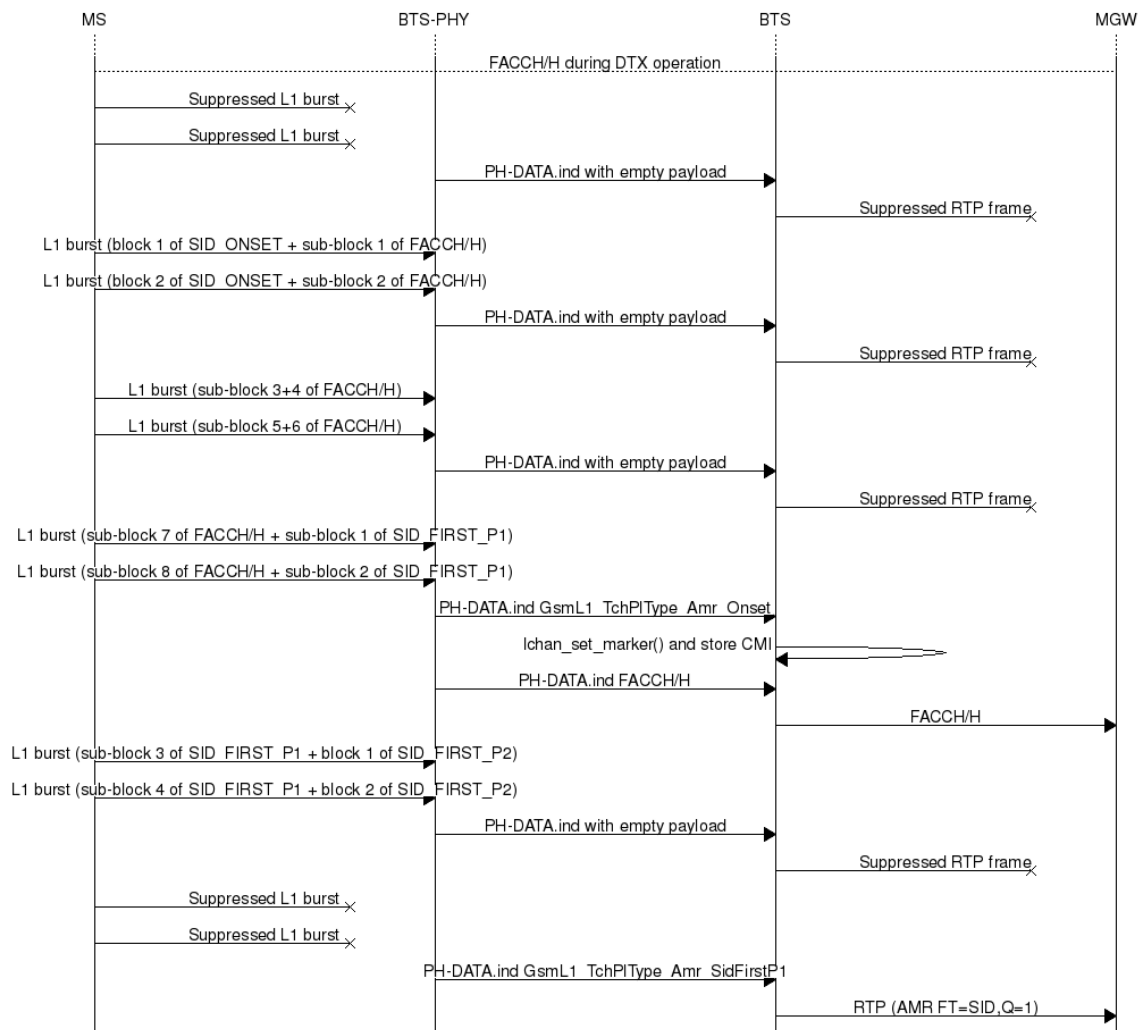 MS BTS-PHY BTS MGW
FACCH/H during DTX operation
Suppressed L1 burst
Suppressed L1 burst
PH-DATA.ind with empty payload
Suppressed RTP frame
L1 burst (block 1 of SID_ONSET + sub-block 1 of FACCH/H)
L1 burst (block 2 of SID_ONSET + sub-block 2 of FACCH/H)
PH-DATA.ind with empty payload
Suppressed RTP frame
L1 burst (sub-block 3+4 of FACCH/H)
L1 burst (sub-block 5+6 of FACCH/H)
PH-DATA.ind with empty payload
Suppressed RTP frame
L1 burst (sub-block 7 of FACCH/H + sub-block 1 of SID_FIRST_P1)
L1 burst (sub-block 8 of FACCH/H + sub-block 2 of SID_FIRST_P1)
PH-DATA.ind GsmL1_TchPlType_Amr_Onset
lchan_set_marker() and store CMI
PH-DATA.ind FACCH/H
FACCH/H
L1 burst (sub-block 3 of SID_FIRST_P1 + block 1 of SID_FIRST_P2)
L1 burst (sub-block 4 of SID_FIRST_P1 + block 2 of SID_FIRST_P2)
PH-DATA.ind with empty payload
Suppressed RTP frame
Suppressed L1 burst
Suppressed L1 burst
PH-DATA.ind GsmL1_TchPlType_Amr_SidFirstP1
RTP (AMR FT=SID,Q=1)